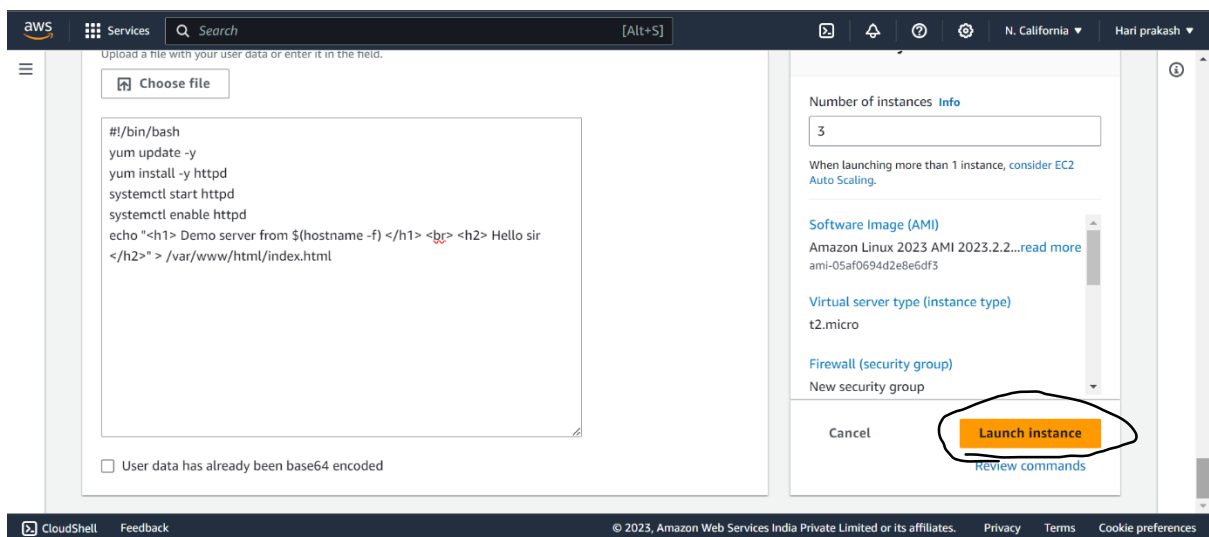 aws
Services
Search
[Alt+S]
N. California ▼
Hari prakash ▼
Upload a file with your user data or enter it in the field.
Choose file
#!/bin/bash
yum update -y
yum install -y httpd
systemctl start httpd
systemctl enable httpd
echo "<h1> Demo server from $(hostname -f) </h1> <br> <h2> Hello sir
</h2>" > /var/www/html/index.html
User data has already been base64 encoded
Number of instances Info
3
When launching more than 1 instance, consider EC2
Auto Scaling.
Software Image (AMI)
Amazon Linux 2023 AMI 2023.2.2...read more
ami-05af0694d2e8e6df3
Virtual server type (instance type)
t2.micro
Firewall (security group)
New security group
Cancel
Launch instance
Review commands
CloudShell
Feedback
© 2023, Amazon Web Services India Private Limited or its affiliates.
Privacy
Terms
Cookie preferences